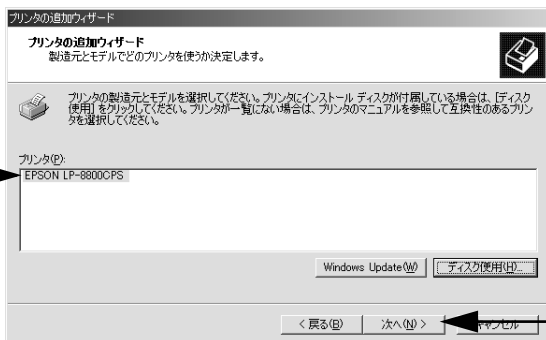 プリンタの追加ウィザード
プリンタの追加ウィザード
製造元とモデルでどのプリンタを使うか決定します。
プリンタの製造元とモデルを選択してください。プリンタにインストール ディスクが付属している場合は、[ディスク
使用] をクリックしてください。プリンタが一覧にない場合は、プリンタのマニュアルを参照して互換性のあるプリン
タを選択してください。
プリンタ(P):
EPSON LP-8800CPS
Windows Update(W) ディスク使用(H)...
< 戻る(B) 次へ(N) > キャンセル